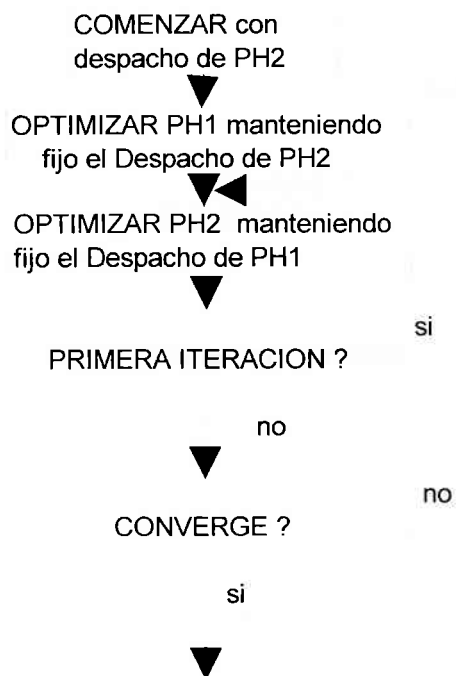 COMENZAR con
despacho de PH2
OPTIMIZAR PH1 manteniendo
fijo el Despacho de PH2
OPTIMIZAR PH2 manteniendo
fijo el Despacho de PH1
si
PRIMERA ITERACION ?
no
no
CONVERGE ?
si